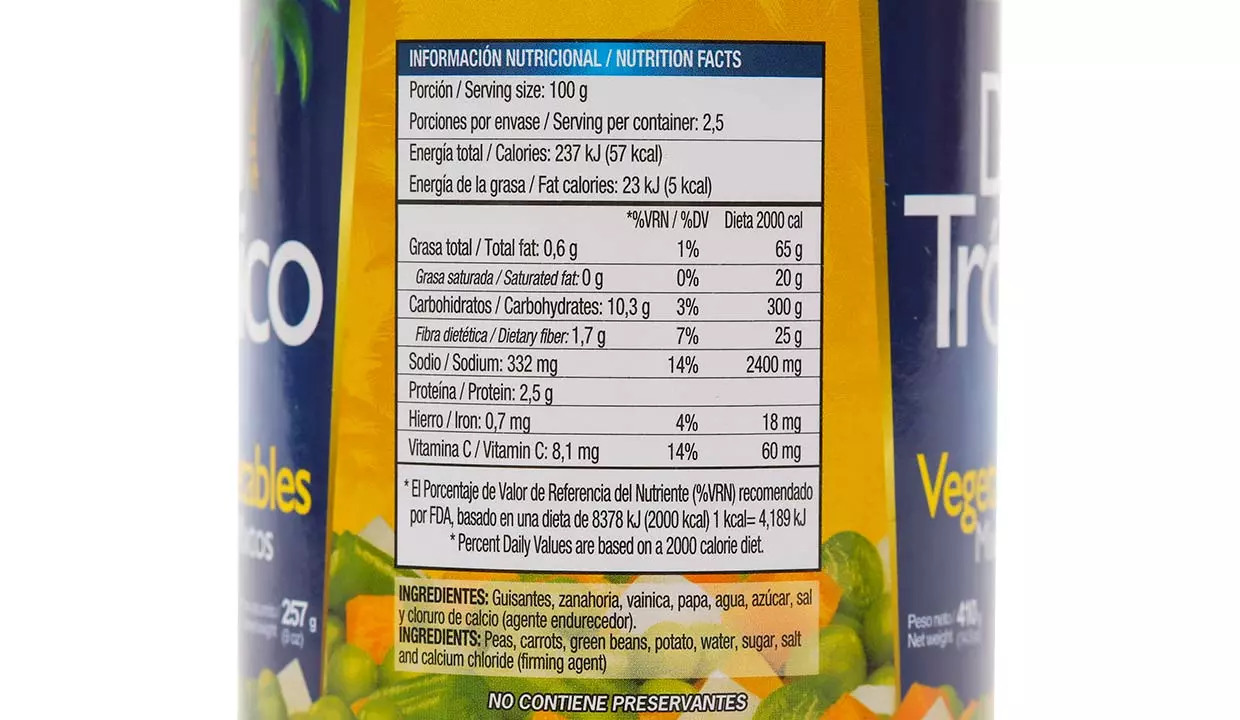 INFORMACIÓN NUTRICIONAL / NUTRITION FACTS
Porción / Serving size: 100 g
Porciones por envase / Serving per container: 2,5
Energía total / Calories: 237 kJ (57 kcal)
Energía de la grasa / Fat calories: 23 kJ (5 kcal)
*%VRN / %DV Dieta 2000 cal
Grasa total / Total fat: 0,6 g 1% 65 g
Grasa saturada / Saturated fat: 0 g 0% 20 g
Carbohidratos / Carbohydrates: 10,3 g 3% 300 g
Fibra dietética / Dietary fiber: 1,7 g 7% 25 g
Sodio / Sodium: 332 mg 14% 2400 mg
Proteína / Protein: 2,5 g
Hierro / Iron: 0,7 mg 4% 18 mg
Vitamina C / Vitamin C: 8,1 mg 14% 60 mg
* El Porcentaje de Valor de Referencia del Nutriente (%VRN) recomendado
por FDA, basado en una dieta de 8378 kJ (2000 kcal) 1 kcal= 4,189 kJ
* Percent Daily Values are based on a 2000 calorie diet.
INGREDIENTES: Guisantes, zanahoria, vainica, papa, agua, azúcar, sal
y cloruro de calcio (agente endurecedor).
INGREDIENTS: Peas, carrots, green beans, potato, water, sugar, salt
and calcium chloride (firming agent)
NO CONTIENE PRESERVANTES
ico
ables
257 g
(9 oz)
D
Tró
Vege
Peso neto/ 410
Net weight